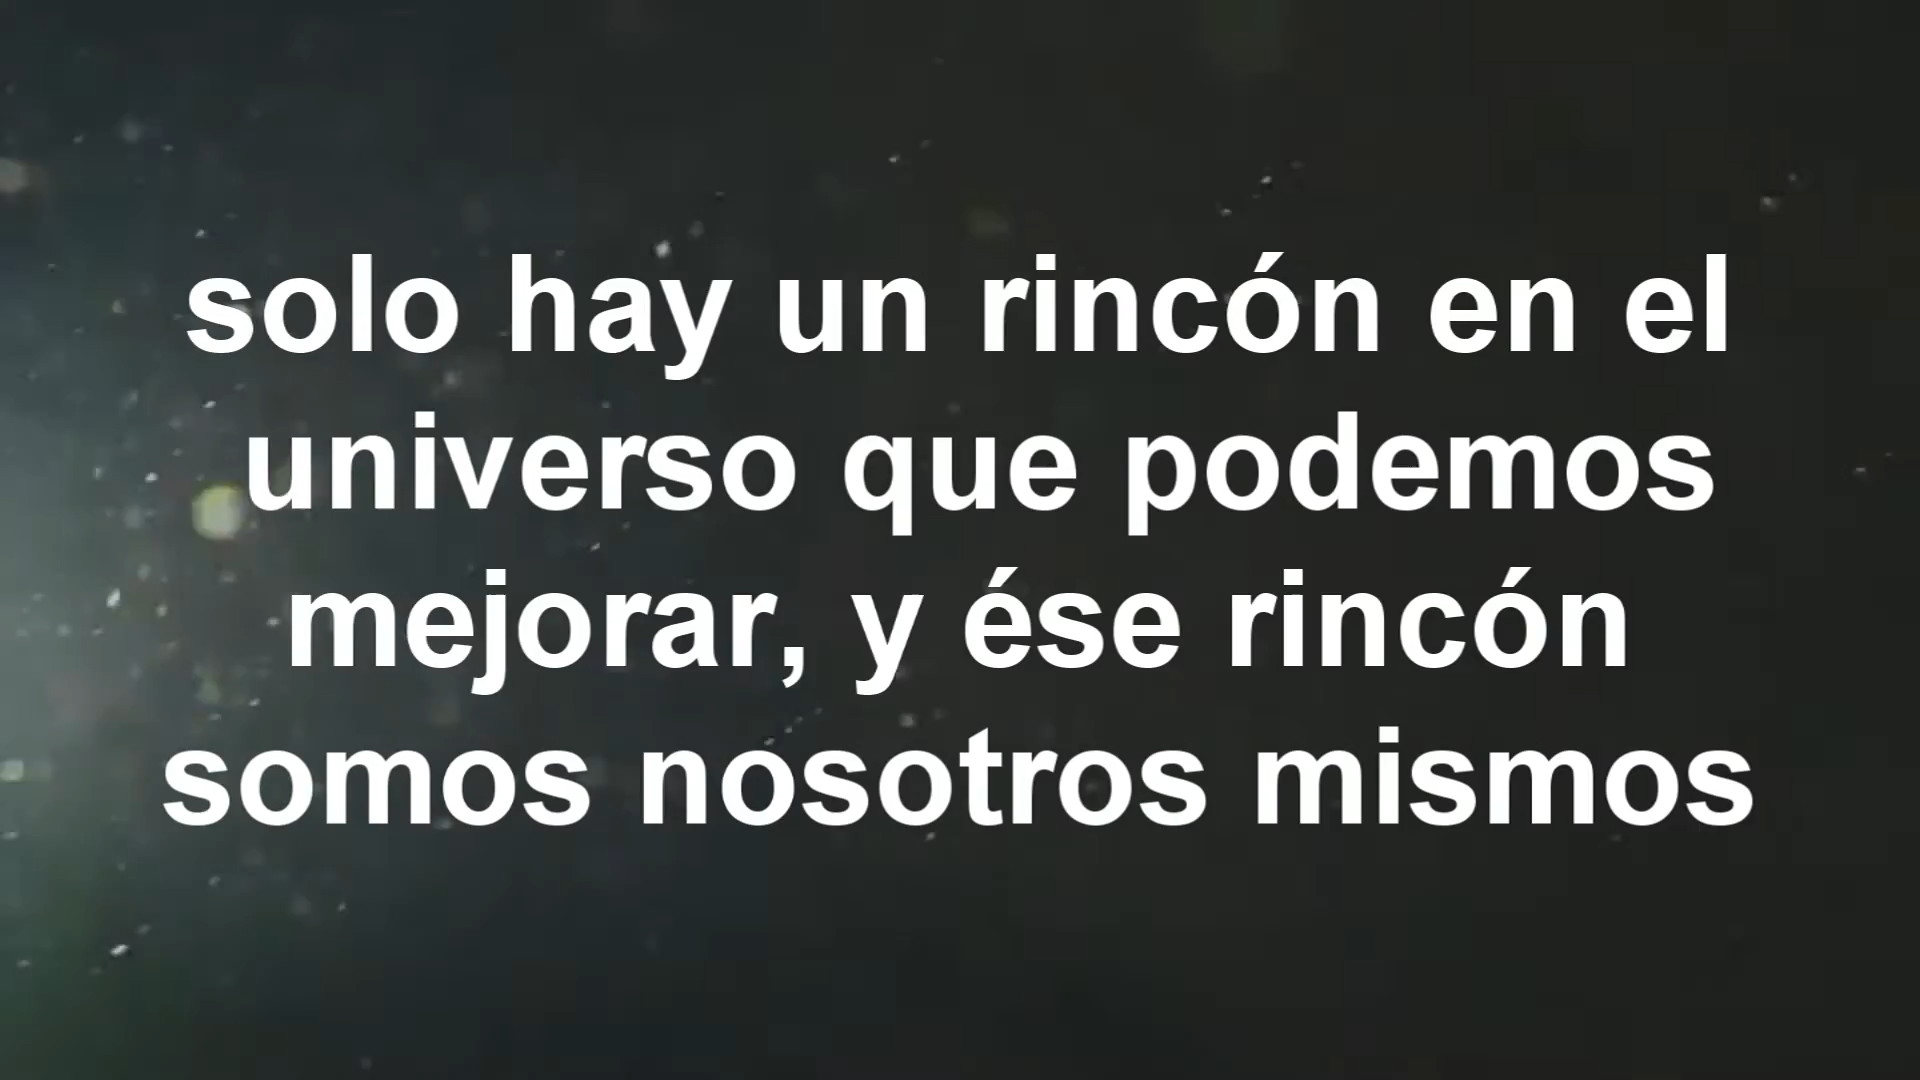 solo hay un rincón en el
universo que podemos
mejorar, y ése rincón
somos nosotros mismos